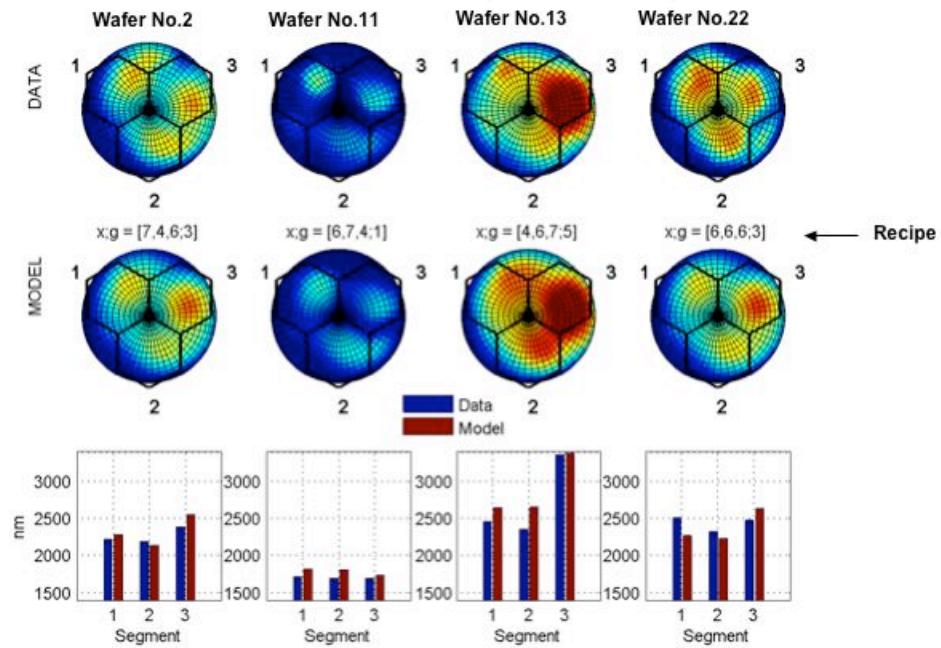 Wafer No.2 Wafer No.11 Wafer No.13 Wafer No.22
DATA
1 3 1 3 1 3 1 3
2 2 2 2
x;g = [7,4,6;3] x;g = [6,7,4;1] x;g = [4,6,7;5] x;g = [6,6,6;3] Recipe
MODEL
1 3 1 3 1 3 1 3
2 2 2 2
Data
Model
nm
3000 3000 3000 3000
2500 2500 2500 2500
2000 2000 2000 2000
1500 1500 1500 1500
1 2 3 1 2 3 1 2 3 1 2 3
Segment Segment Segment Segment